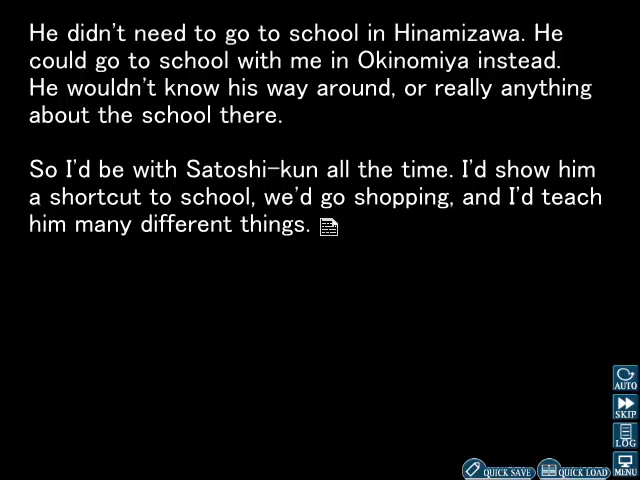 He didn't need to go to school in Hinamizawa. He
could go to school with me in Okinomiya instead.
He wouldn't know his way around, or really anything
about the school there.
So I'd be with Satoshi-kun all the time. I'd show him
a shortcut to school, we'd go shopping, and I'd teach
him many different things.
AUTO
SKIP
LOG
MENU
QUICK SAVE
QUICK LOAD